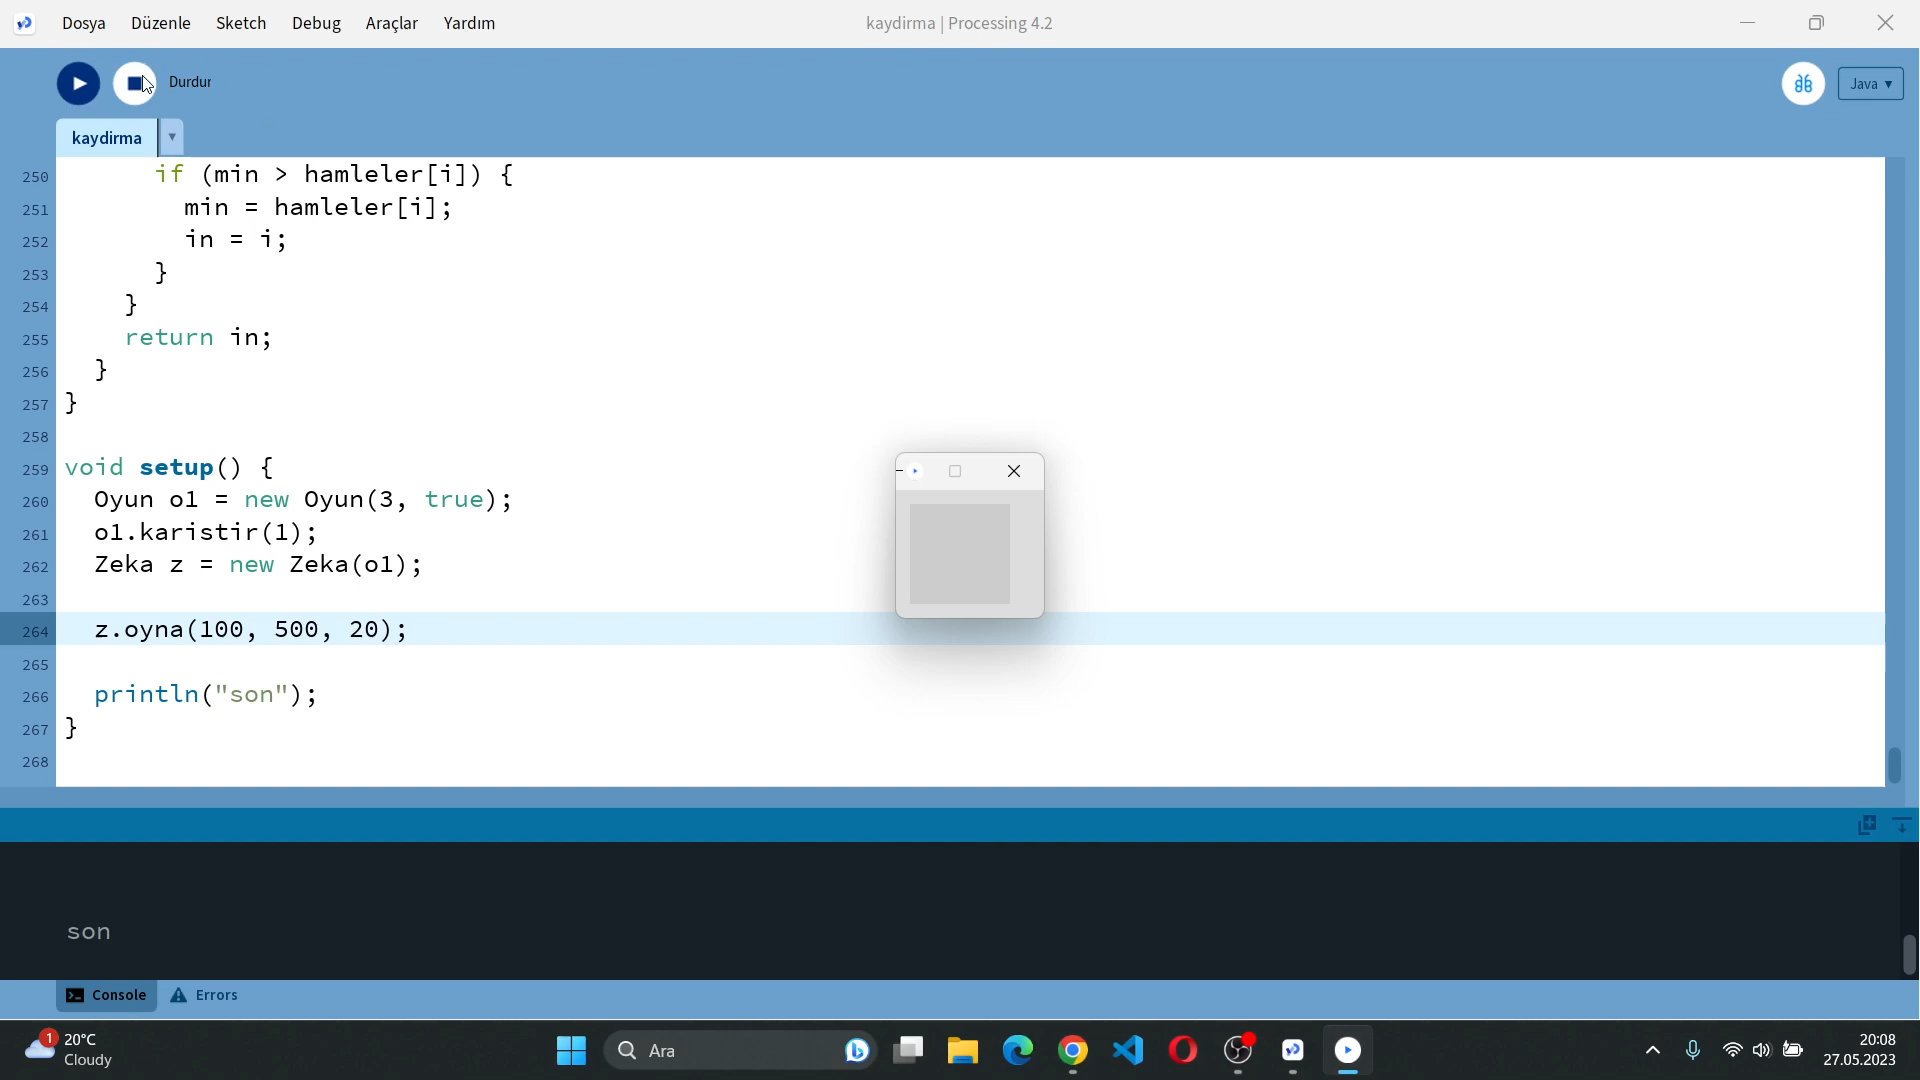 Dosya Düzenle Sketch Debug Araçlar Yardım
kaydirma | Processing 4.2
Durdur
Java ▾
kaydirma
250 if (min > hamleler[i]) {
251 min = hamleler[i];
252 in = i;
253 }
254 }
255 return in;
256 }
257 }
258
259 void setup() {
260 Oyun o1 = new Oyun(3, true);
261 o1.karistir(1);
262 Zeka z = new Zeka(o1);
263
264 z.oyna(100, 500, 20);
265
266 println("son");
267 }
268
son
Console Errors
1
20°C
Cloudy
Ara
20:08
27.05.2023